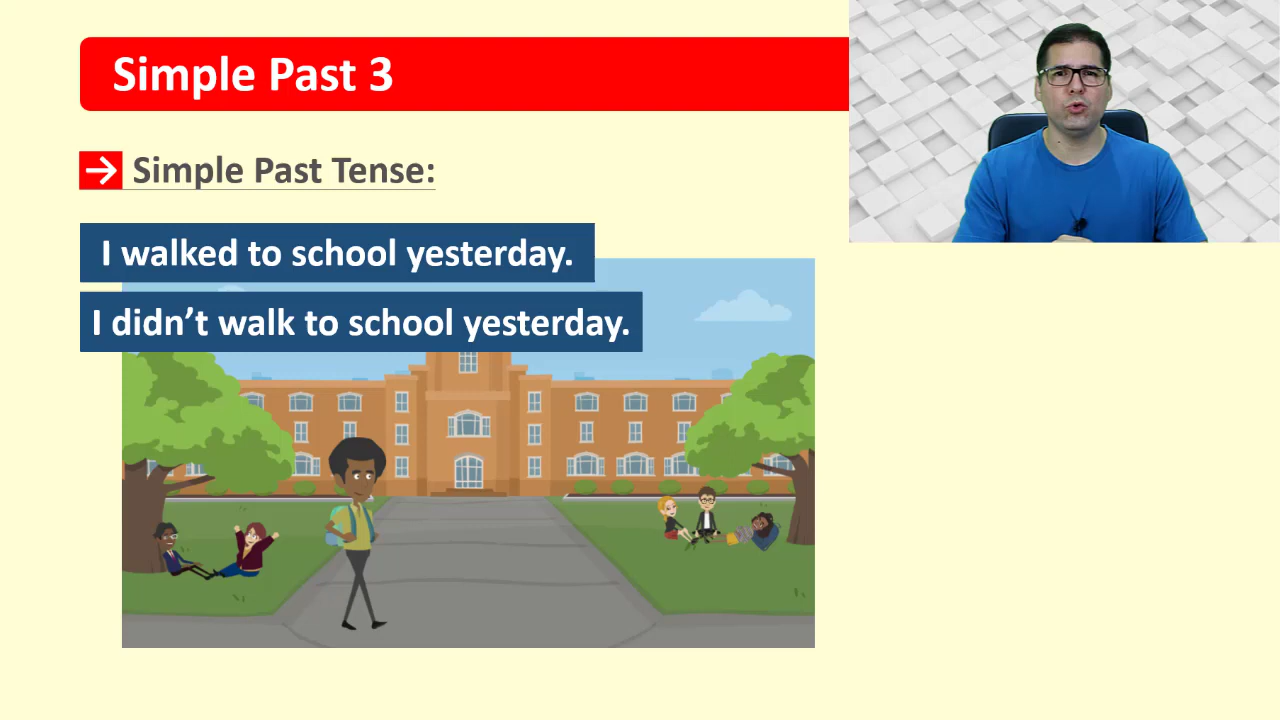 Simple Past 3
→ Simple Past Tense:
I walked to school yesterday.
I didn’t walk to school yesterday.